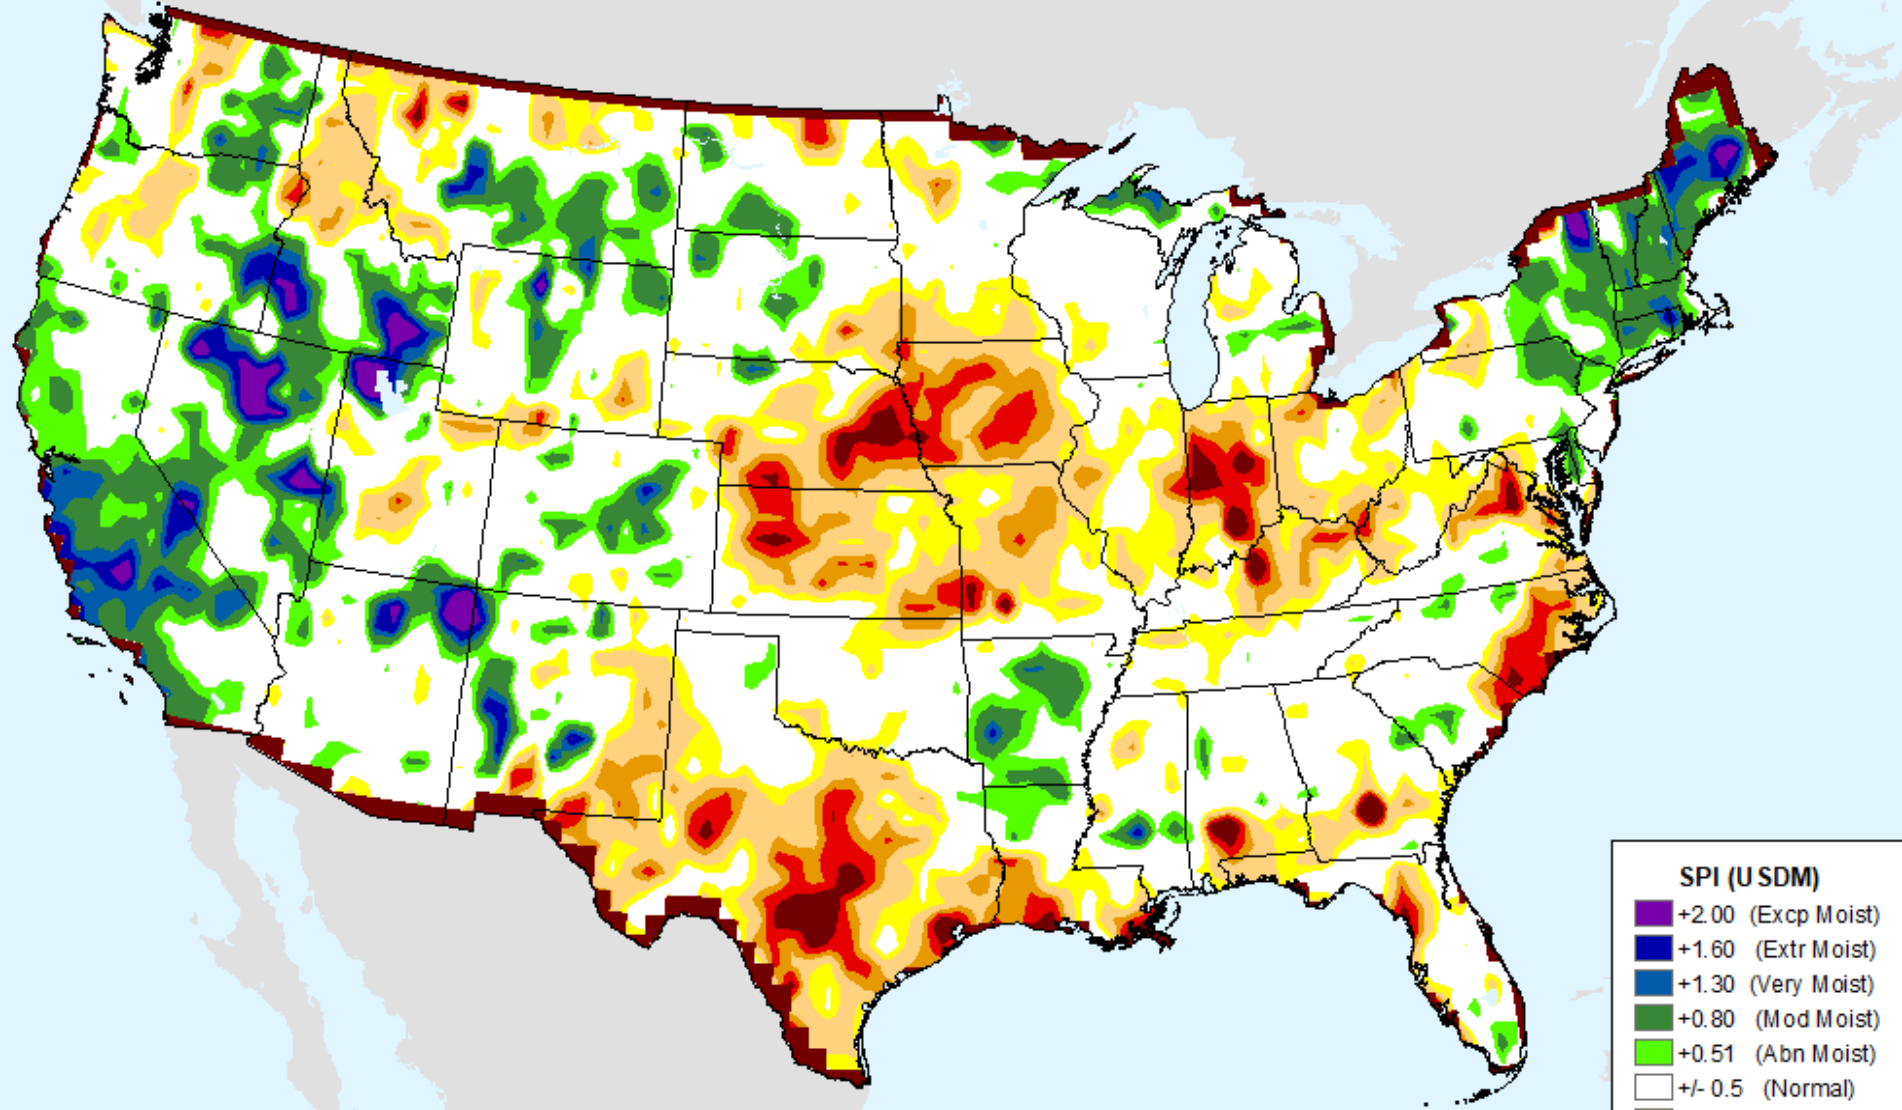 SPI (USDM)
+2.00 (Excp Moist)
+1.60 (Extr Moist)
+1.30 (Very Moist)
+0.80 (Mod Moist)
+0.51 (Abn Moist)
+/- 0.5 (Normal)